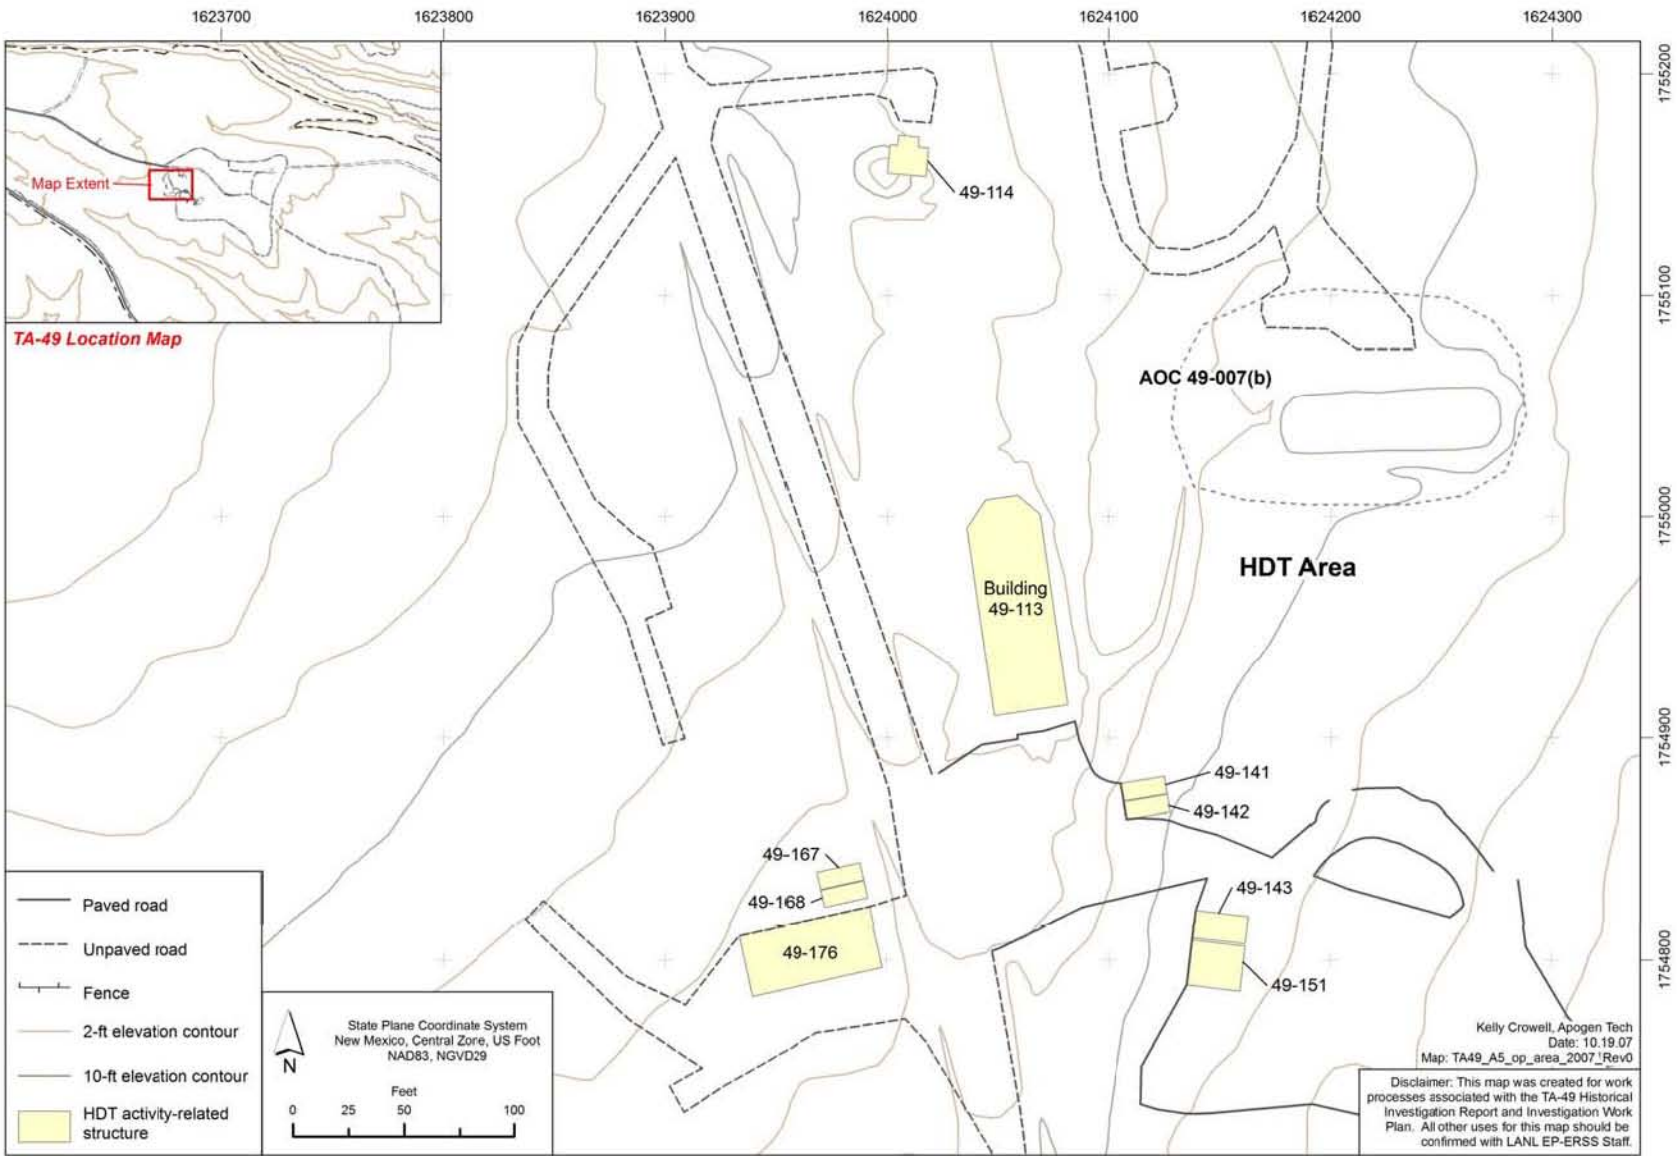 1623700
1623800
1623900
1624000
1624100
1624200
1624300
1755200
1755100
1755000
1754900
1754800
Map Extent
TA-49 Location Map
49-114
AOC 49-007(b)
HDT Area
Building
49-113
49-141
49-142
49-167
49-168
49-176
49-143
49-151
Paved road
Unpaved road
Fence
2-ft elevation contour
10-ft elevation contour
HDT activity-related
structure
N
State Plane Coordinate System
New Mexico, Central Zone, US Foot
NAD83, NGVD29
Feet
0 25 50 100
Kelly Crowell, Apogen Tech
Date: 10.19.07
Map: TA49_A5_op_area_2007_Rev0
Disclaimer: This map was created for work
processes associated with the TA-49 Historical
Investigation Report and Investigation Work
Plan. All other uses for this map should be
confirmed with LANL EP-ERSS Staff.